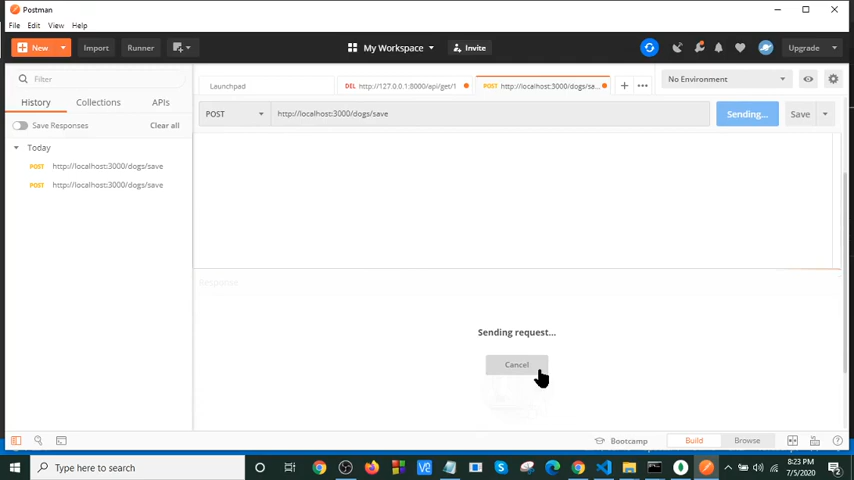 Postman
File Edit View Help
New Import Runner My Workspace Invite Upgrade
Filter
History Collections APIs
Save Responses Clear all
Today
POST http://localhost:3000/dogs/save
POST http://localhost:3000/dogs/save
Launchpad DEL http://127.0.0.1:8000/api/get/1 POST http://localhost:3000/dogs/sa... No Environment
POST http://localhost:3000/dogs/save Sending... Save
Response
Sending request...
Cancel
Bootcamp Build Browse
Type here to search
8:23 PM
7/5/2020
2